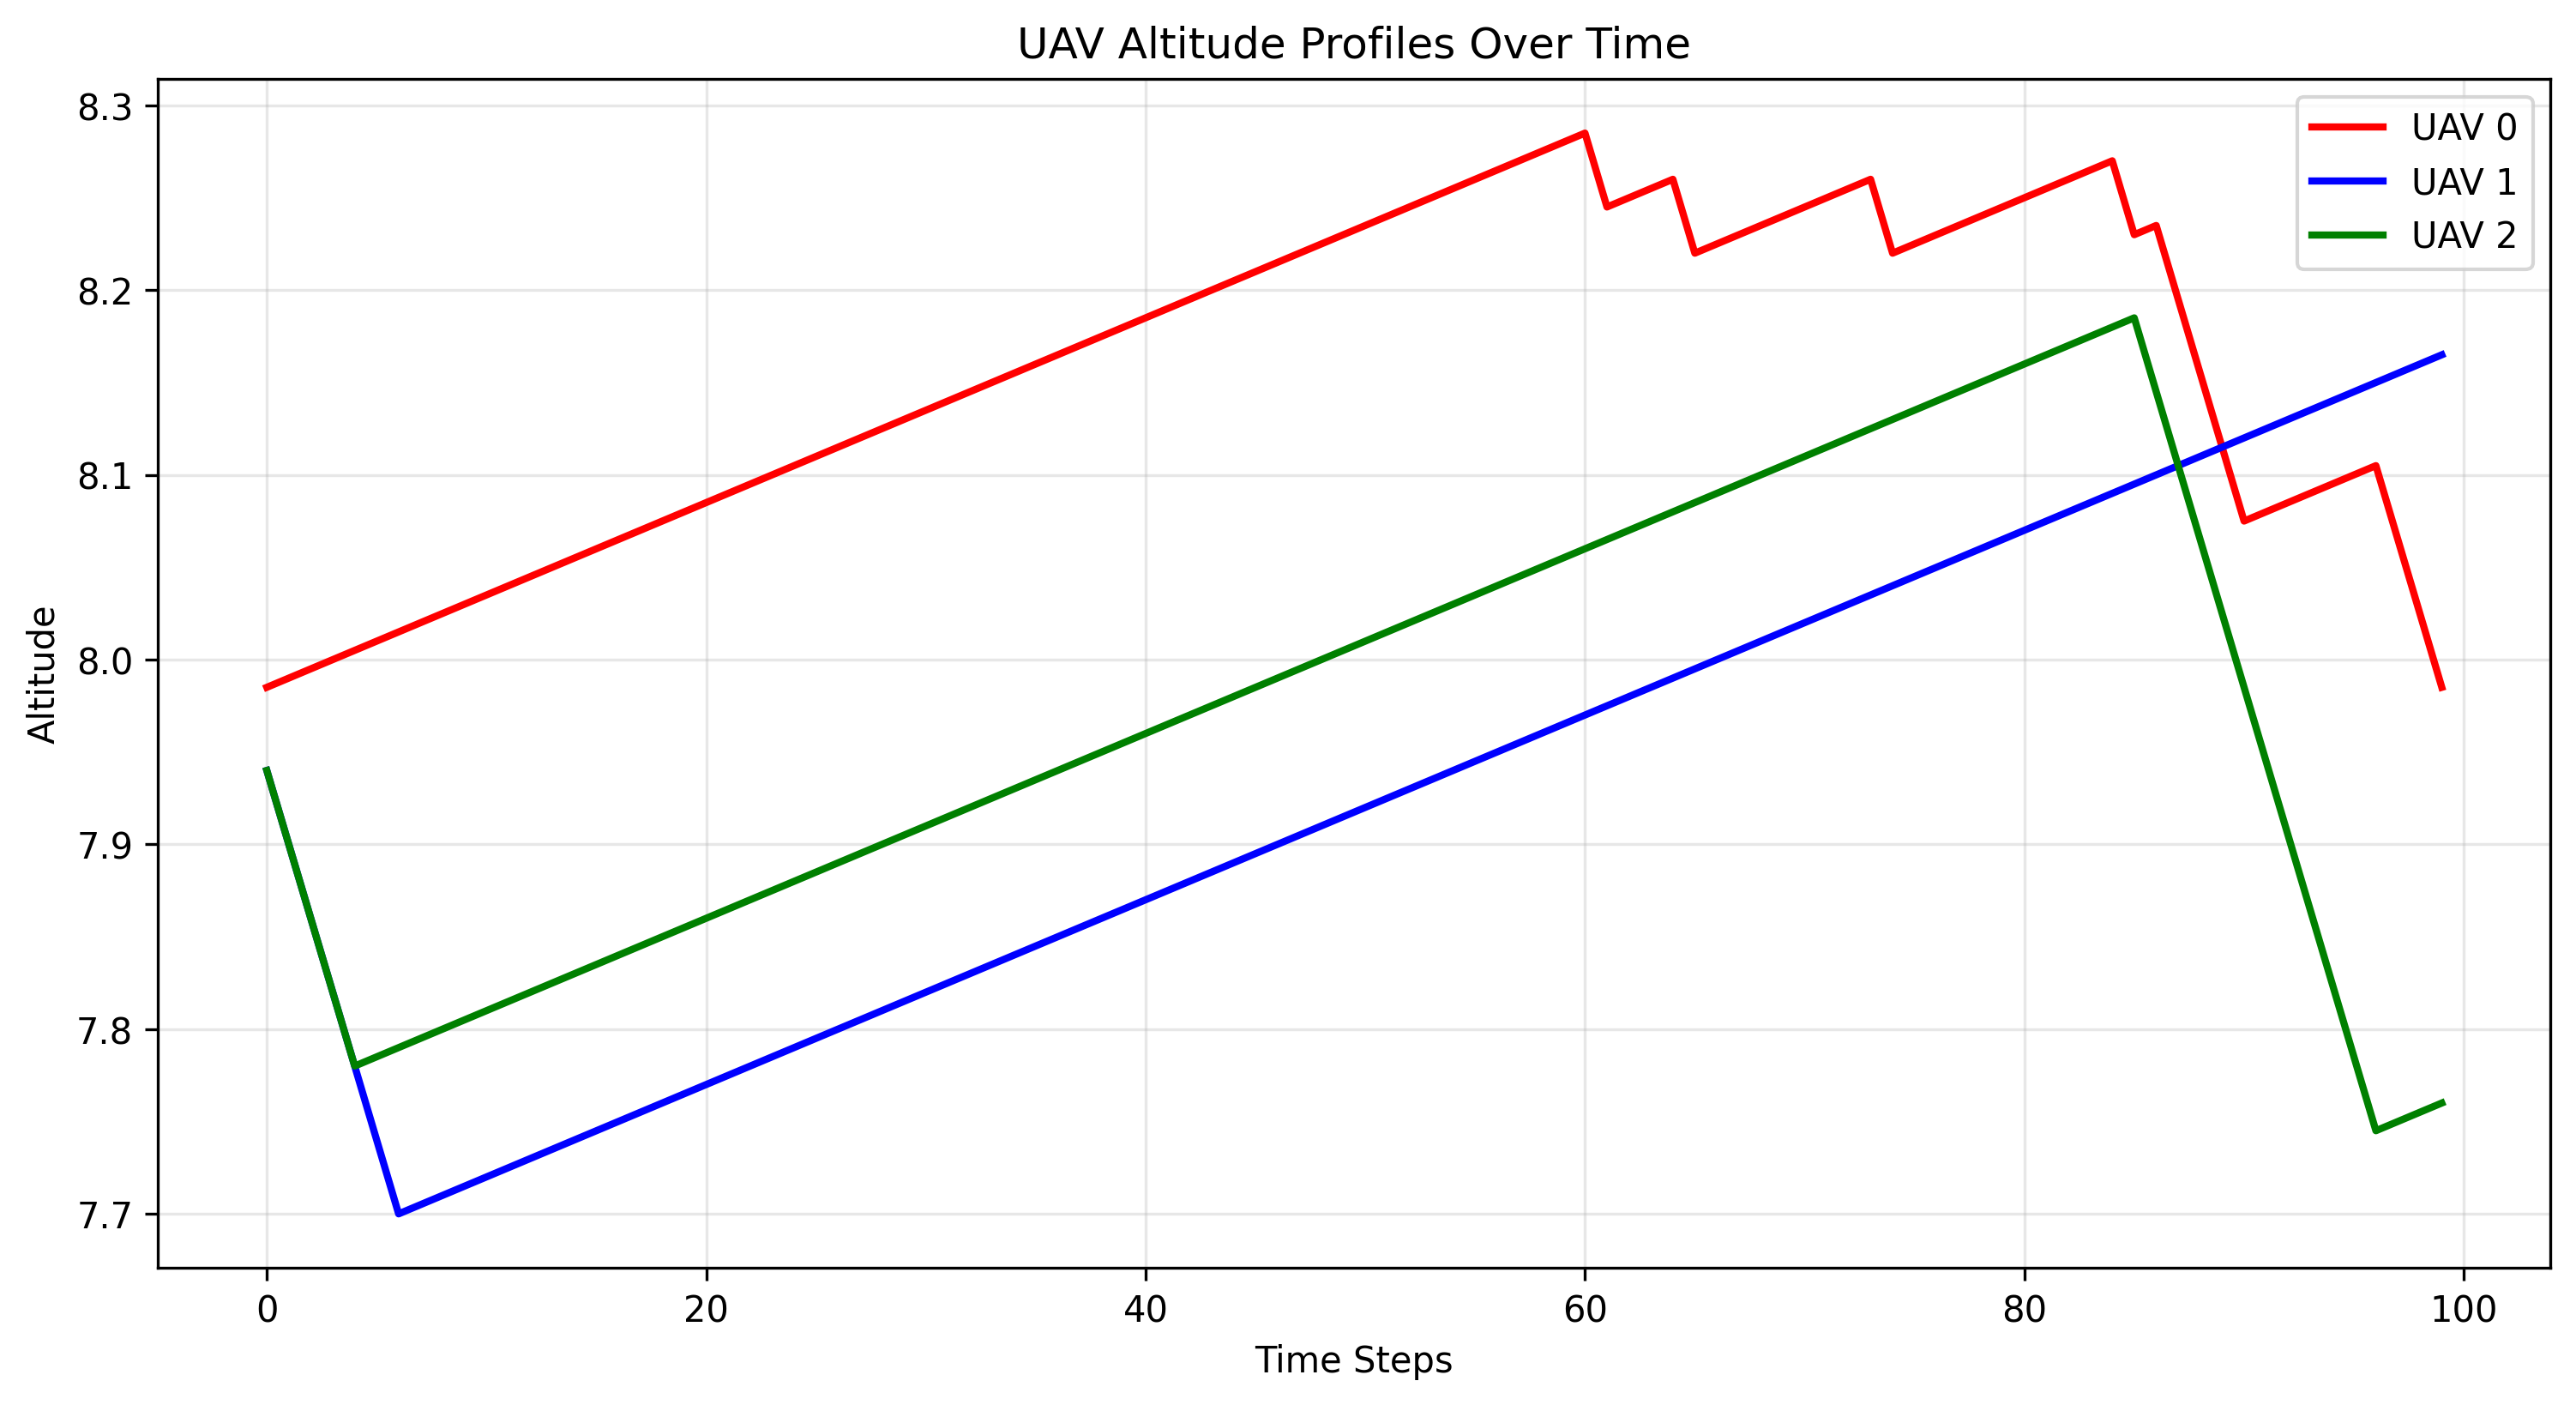 UAV Altitude Profiles Over Time
8.3
8.2
8.1
8.0
7.9
7.8
7.7
Altitude
0 20 40 60 80 100
Time Steps
UAV 0
UAV 1
UAV 2